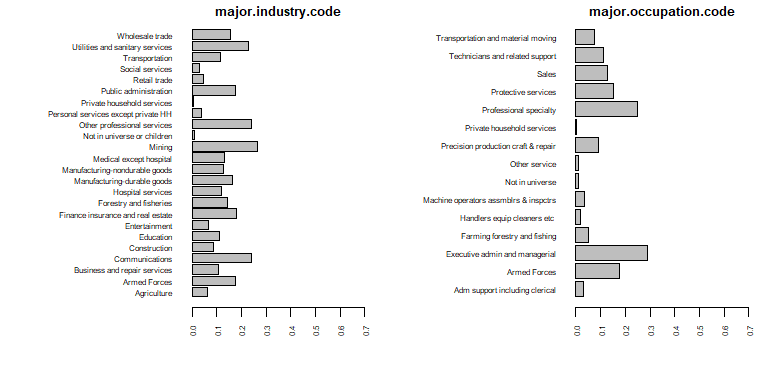 major.industry.code
Wholesale trade
Utilities and sanitary services
Transportation
Social services
Retail trade
Public administration
Private household services
Personal services except private HH
Other professional services
Not in universe or children
Mining
Medical except hospital
Manufacturing-nondurable goods
Manufacturing-durable goods
Hospital services
Forestry and fisheries
Finance insurance and real estate
Entertainment
Education
Construction
Communications
Business and repair services
Armed Forces
Agriculture
0.0 0.1 0.2 0.3 0.4 0.5 0.6 0.7
major.occupation.code
Transportation and material moving
Technicians and related support
Sales
Protective services
Professional specialty
Private household services
Precision production craft & repair
Other service
Not in universe
Machine operators assmblrs & inspctrs
Handlers equip cleaners etc
Farming forestry and fishing
Executive admin and managerial
Armed Forces
Adm support including clerical
0.0 0.1 0.2 0.3 0.4 0.5 0.6 0.7